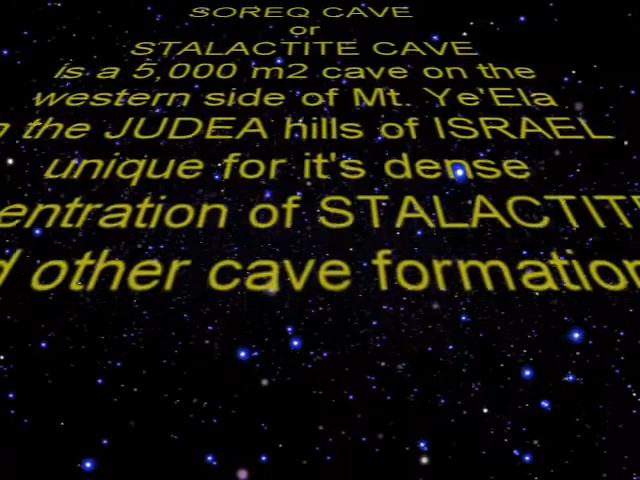 SOREQ CAVE
or
STALACTITE CAVE
is a 5,000 m2 cave on the
western side of Mt. Ye'Ela
the JUDEA hills of ISRAEL
unique for it's dense
entration of STALACTIT
other cave formation